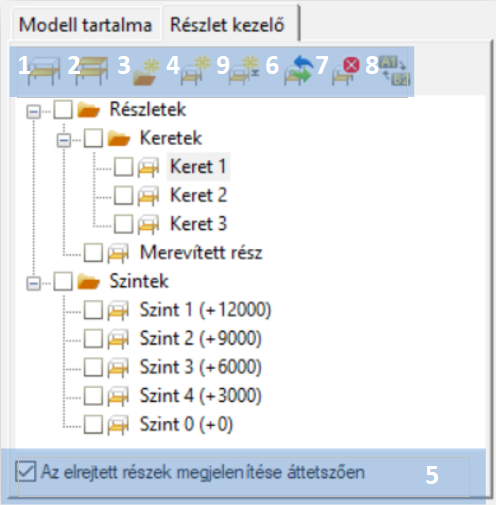 Modell tartalma Részlet kezelő
1 2 3 4 9 6 7 8 A1 B2
Részletek
Keretek
Keret 1
Keret 2
Keret 3
Merevített rész
Szintek
Szint 1 (+12000)
Szint 2 (+9000)
Szint 3 (+6000)
Szint 4 (+3000)
Szint 0 (+0)
Az elrejtett részek megjelenítése áttetszően 5